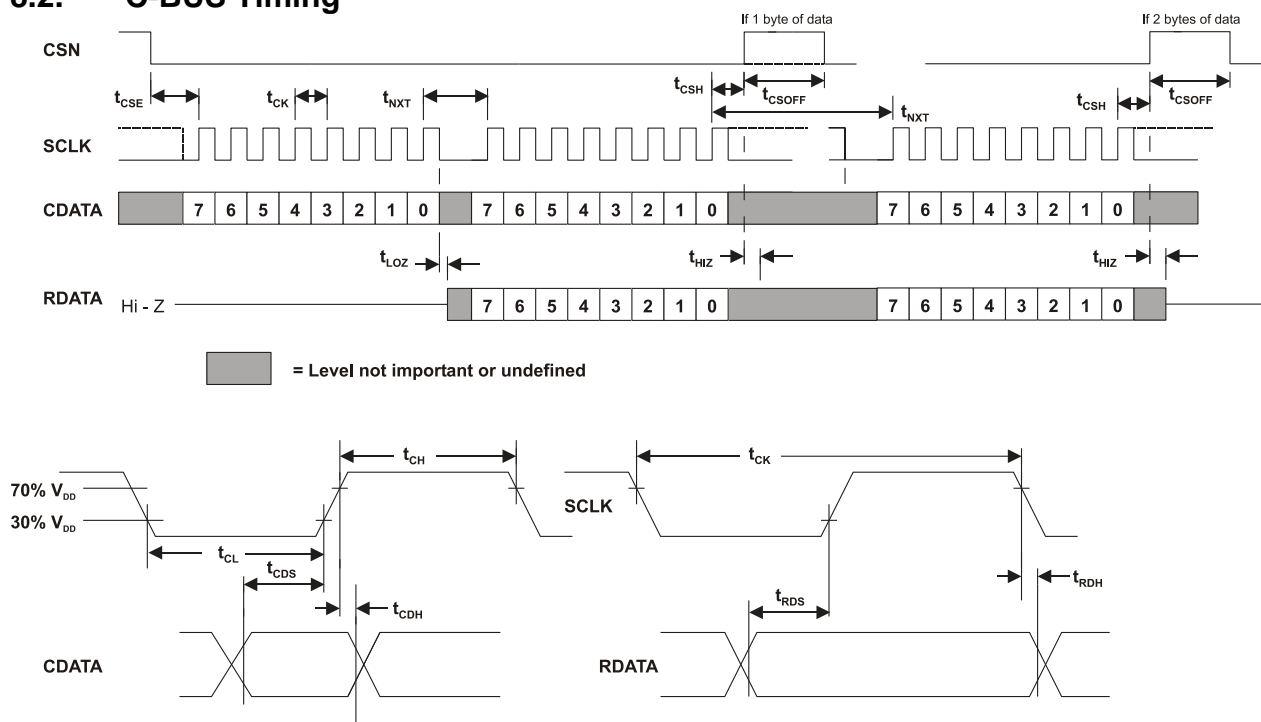 C-BUS Timing
If 1 byte of data
If 2 bytes of data
CSN
tCSE
tCK
tNXT
tCSH
tCSOFF
tNXT
tCSH
tCSOFF
SCLK
CDATA 7 6 5 4 3 2 1 0 7 6 5 4 3 2 1 0 7 6 5 4 3 2 1 0
tLOZ
tHIZ
tHIZ
RDATA Hi - Z 7 6 5 4 3 2 1 0 7 6 5 4 3 2 1 0
= Level not important or undefined
tCH
tCK
70% VDD
SCLK
30% VDD
tCL
tCDS
tCDH
tRDS
tRDH
CDATA
RDATA